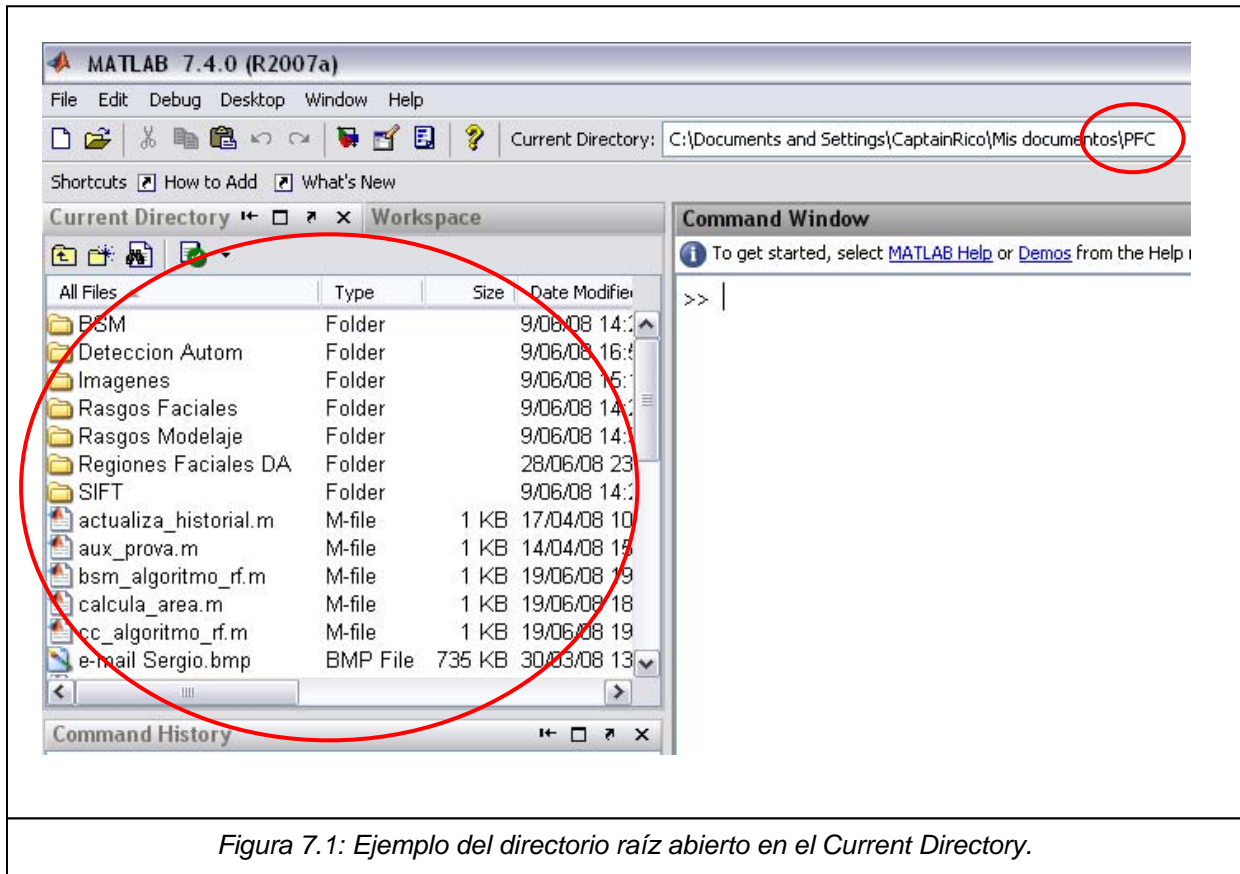 MATLAB 7.4.0 (R2007a)
File Edit Debug Desktop Window Help
Current Directory: C:\Documents and Settings\CaptainRico\Mis documentos\PFC
Shortcuts How to Add What's New
Current Directory Workspace
All Files Type Size Date Modifie
BSM Folder 9/06/08 14:
Deteccion Autom Folder 9/06/08 16:
Imagenes Folder 9/06/08 15:
Rasgos Faciales Folder 9/06/08 14:
Rasgos Modelaje Folder 9/06/08 14:
Regiones Faciales DA Folder 28/06/08 23
SIFT Folder 9/06/08 14:
actualiza_historial.m M-file 1 KB 17/04/08 10
aux_prova.m M-file 1 KB 14/04/08 15
bsm_algoritmo_rf.m M-file 1 KB 19/06/08 19
calcula_area.m M-file 1 KB 19/06/08 18
cc_algoritmo_rf.m M-file 1 KB 19/06/08 19
e-mail Sergio.bmp BMP File 735 KB 30/03/08 13
Command History
Command Window
To get started, select MATLAB Help or Demos from the Help
>>
Figura 7.1: Ejemplo del directorio raíz abierto en el Current Directory.